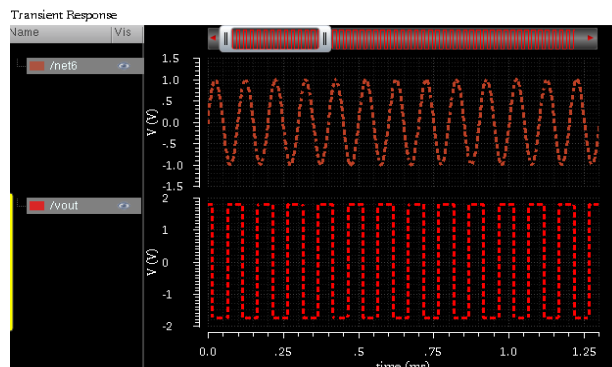 Transient Response
Name Vis
/net6
1.5
1.0
.5
0
-.5
-1.0
-1.5
V (V)
/vout
2
1
0
-1
-2
V (V)
0.0 .25 .5 .75 1.0 1.25
time (ms)